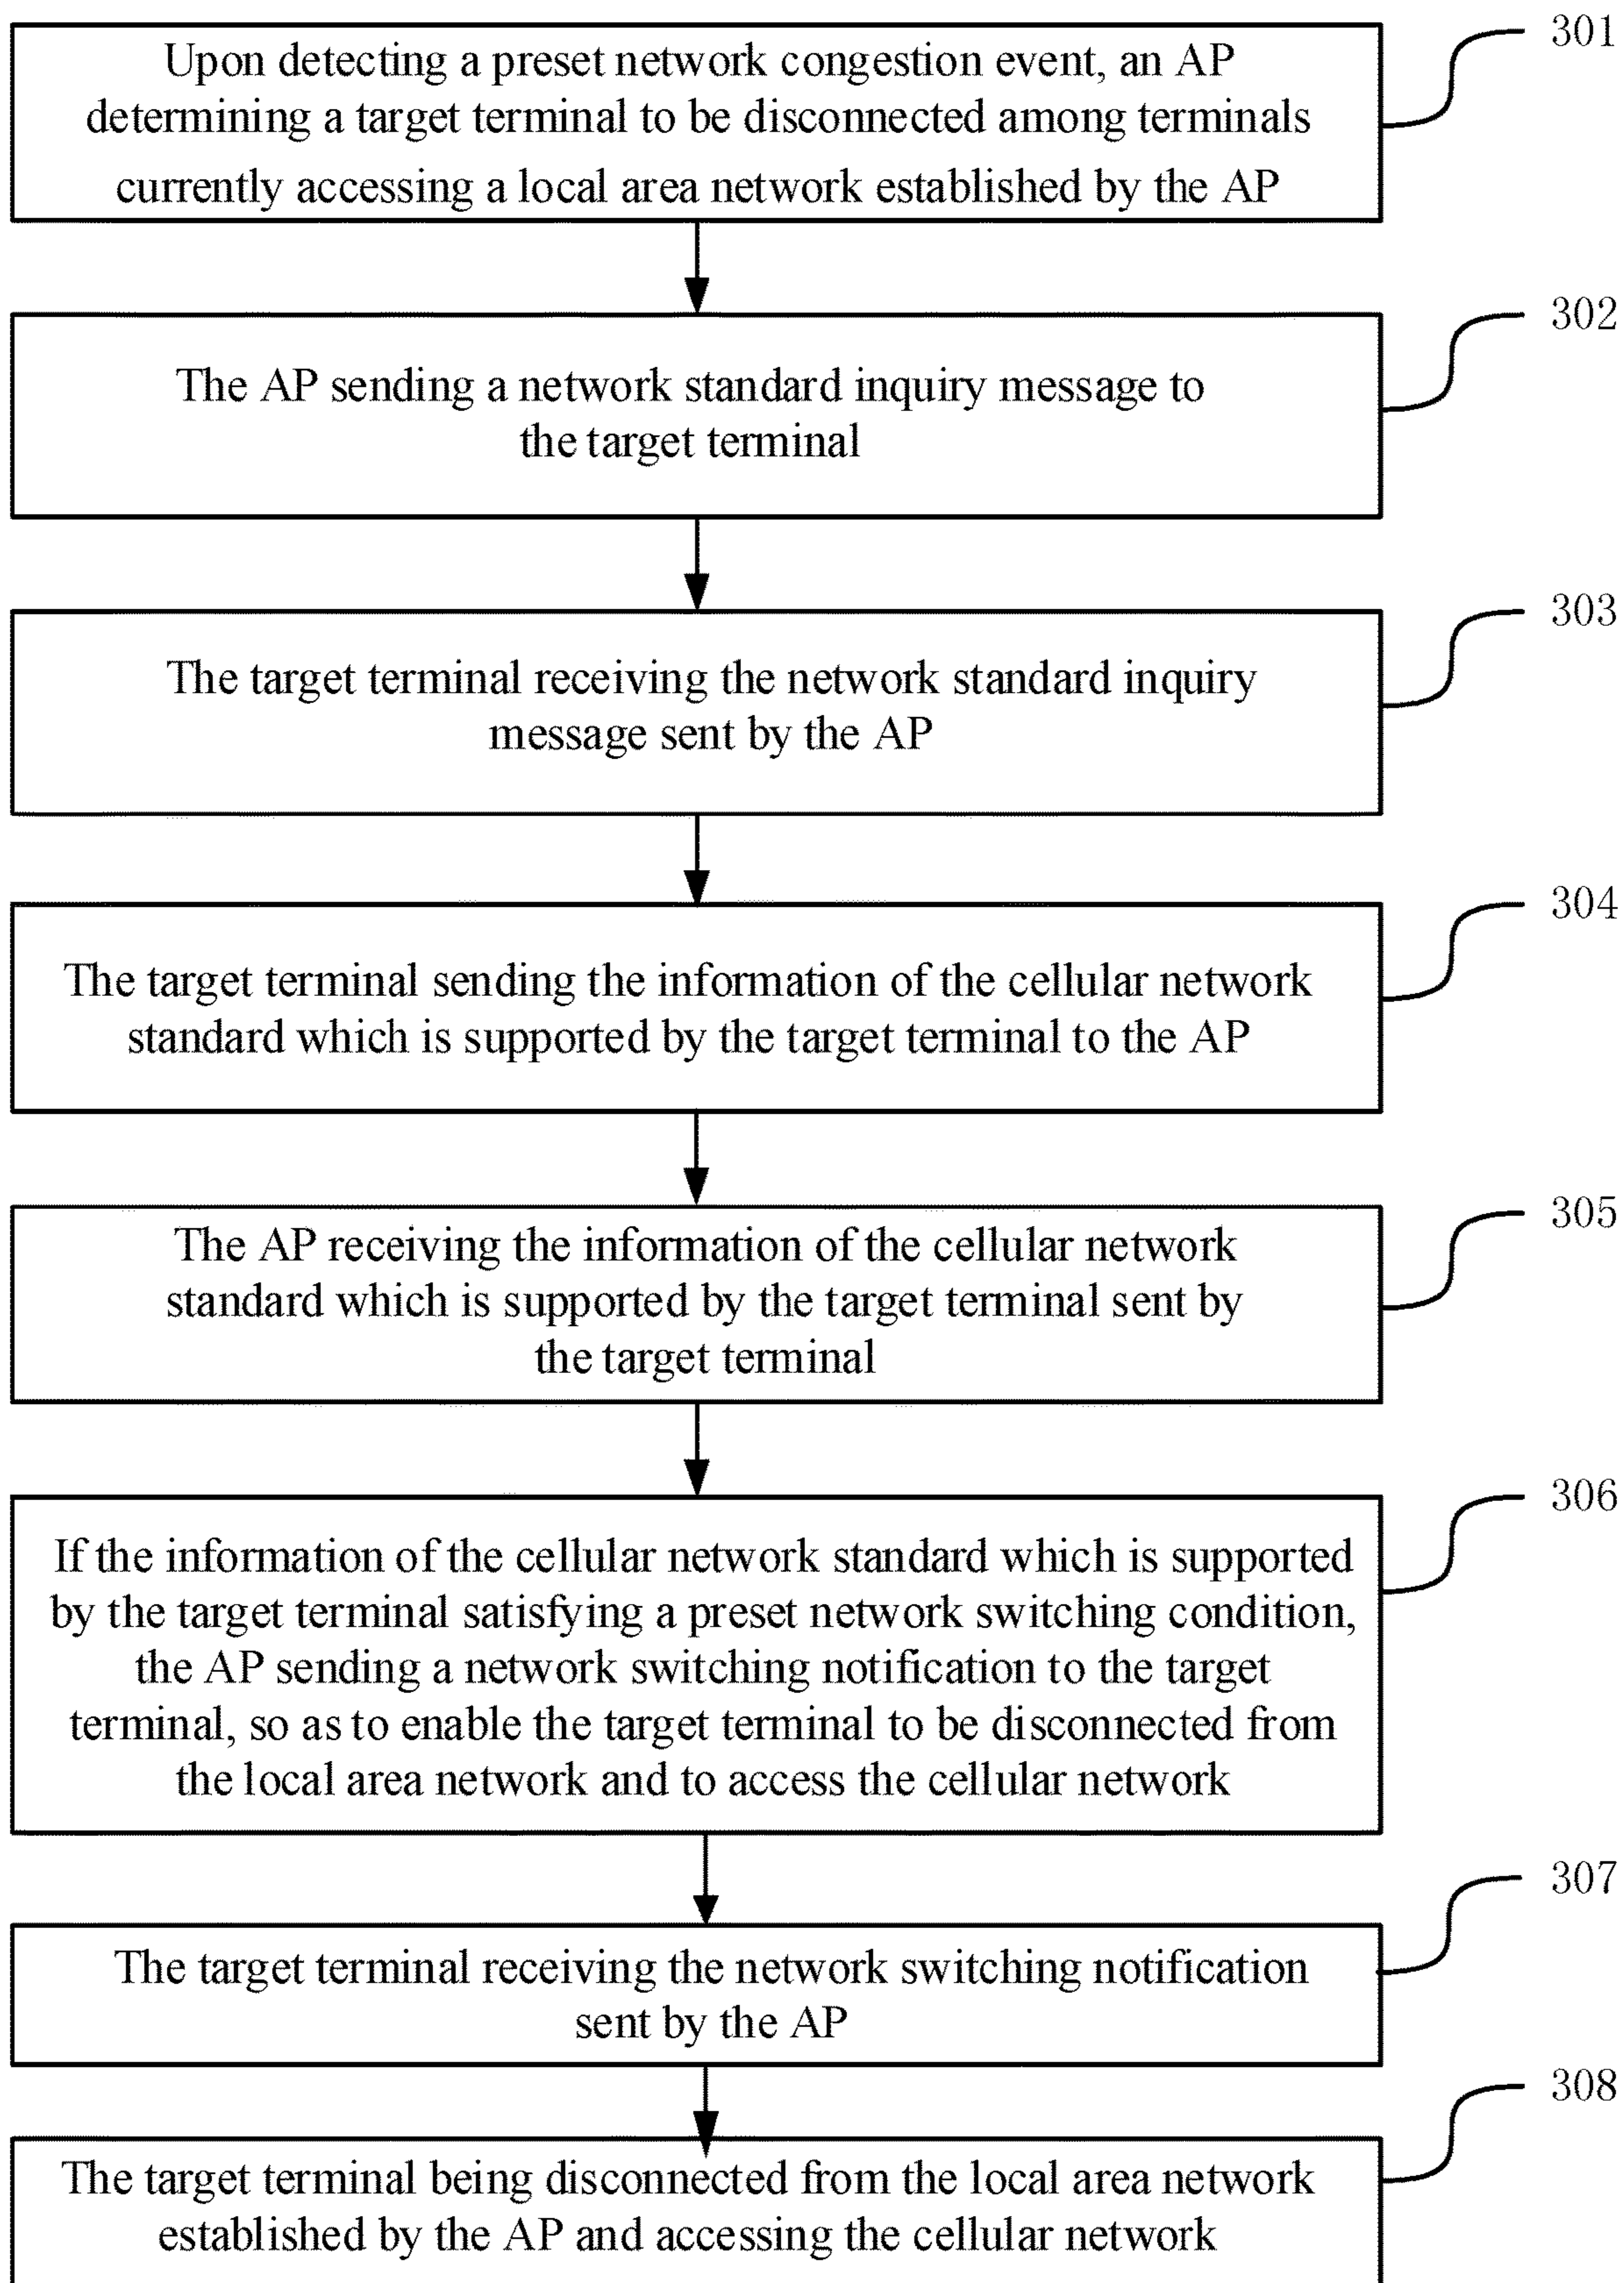 301
Upon detecting a preset network congestion event, an AP
determining a target terminal to be disconnected among terminals
currently accessing a local area network established by the AP
302
The AP sending a network standard inquiry message to
the target terminal
303
The target terminal receiving the network standard inquiry
message sent by the AP
304
The target terminal sending the information of the cellular network
standard which is supported by the target terminal to the AP
305
The AP receiving the information of the cellular network
standard which is supported by the target terminal sent by
the target terminal
306
If the information of the cellular network standard which is supported
by the target terminal satisfying a preset network switching condition,
the AP sending a network switching notification to the target
terminal, so as to enable the target terminal to be disconnected from
the local area network and to access the cellular network
307
The target terminal receiving the network switching notification
sent by the AP
308
The target terminal being disconnected from the local area network
established by the AP and accessing the cellular network